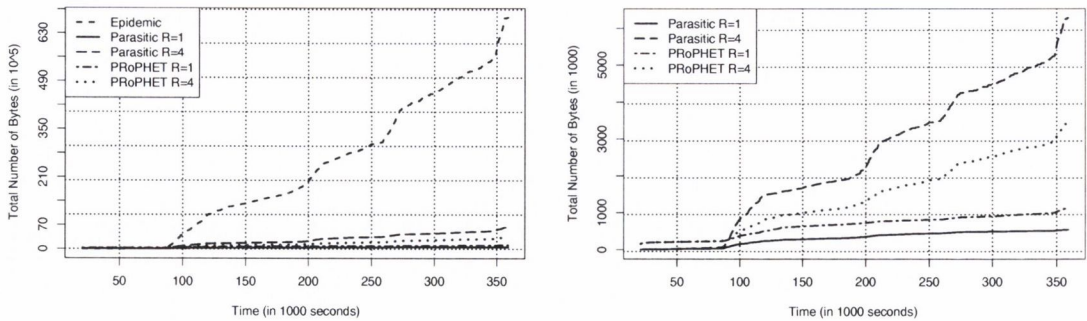 Total Number of Bytes (in 10^5)
630
490
350
210
70
0
Epidemic
Parasitic R=1
Parasitic R=4
PRoPHET R=1
PRoPHET R=4
50 100 150 200 250 300 350
Time (in 1000 seconds)
Total Number of Bytes (in 1000)
5000
3000
1000
0
Parasitic R=1
Parasitic R=4
PRoPHET R=1
PRoPHET R=4
50 100 150 200 250 300 350
Time (in 1000 seconds)